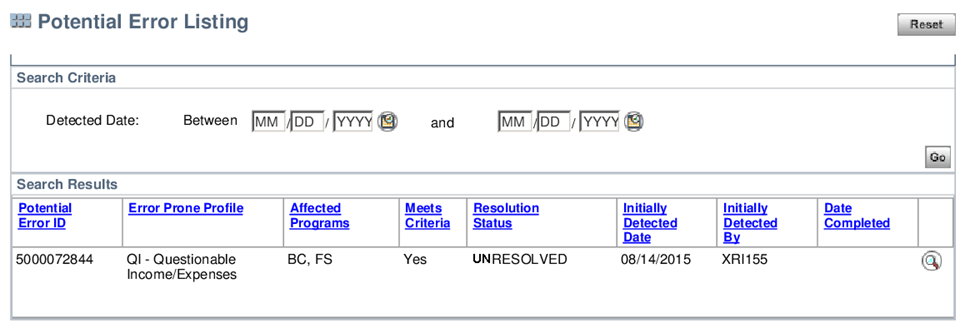 Potential Error Listing
Reset
Search Criteria
Detected Date: Between MM / DD / YYYY and MM / DD / YYYY
Go
Search Results
Potential Error ID Error Prone Profile Affected Programs Meets Criteria Resolution Status Initially Detected Date Initially Detected By Date Completed
5000072844 QI - Questionable Income/Expenses BC, FS Yes UNRESOLVED 08/14/2015 XRI155